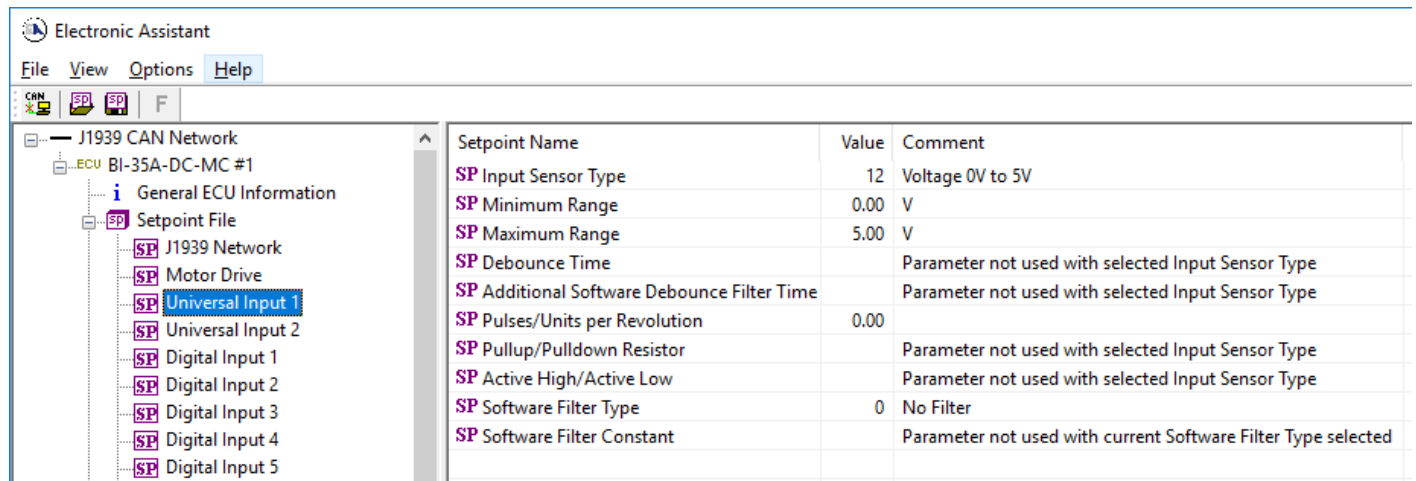 Electronic Assistant
File View Options Help
CAN SP SP F
J1939 CAN Network
ECU BI-35A-DC-MC #1
i General ECU Information
SP Setpoint File
SP J1939 Network
SP Motor Drive
SP Universal Input 1
SP Universal Input 2
SP Digital Input 1
SP Digital Input 2
SP Digital Input 3
SP Digital Input 4
SP Digital Input 5
Setpoint Name Value Comment
SP Input Sensor Type 12 Voltage 0V to 5V
SP Minimum Range 0.00 V
SP Maximum Range 5.00 V
SP Debounce Time Parameter not used with selected Input Sensor Type
SP Additional Software Debounce Filter Time Parameter not used with selected Input Sensor Type
SP Pulses/Units per Revolution 0.00
SP Pullup/Pulldown Resistor Parameter not used with selected Input Sensor Type
SP Active High/Active Low Parameter not used with selected Input Sensor Type
SP Software Filter Type 0 No Filter
SP Software Filter Constant Parameter not used with current Software Filter Type selected